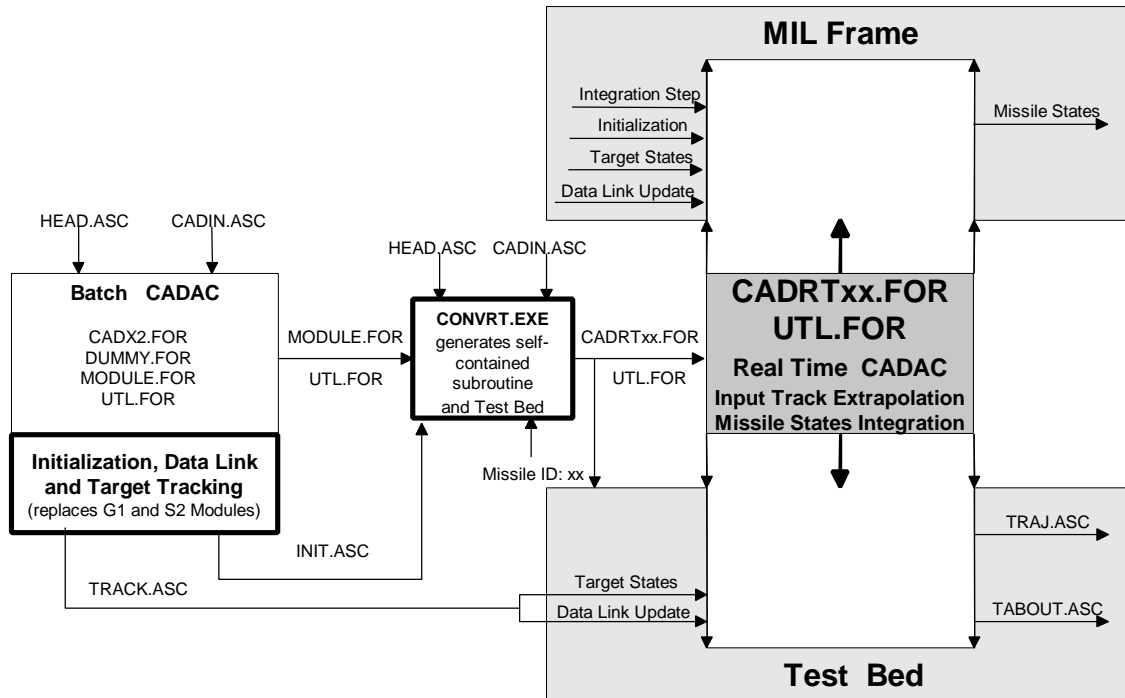 MIL Frame
Integration Step
Initialization
Target States
Data Link Update
Missile States
HEAD.ASC
CADIN.ASC
Batch CADAC
CADX2.FOR
DUMMY.FOR
MODULE.FOR
UTL.FOR
Initialization, Data Link
and Target Tracking
(replaces G1 and S2 Modules)
MODULE.FOR
UTL.FOR
HEAD.ASC
CADIN.ASC
CONVRT.EXE
generates self-
contained
subroutine
and Test Bed
Missile ID: xx
INIT.ASC
TRACK.ASC
CADRTxx.FOR
UTL.FOR
CADRTxx.FOR
UTL.FOR
Real Time CADAC
Input Track Extrapolation
Missile States Integration
Target States
Data Link Update
TRAJ.ASC
TABOUT.ASC
Test Bed